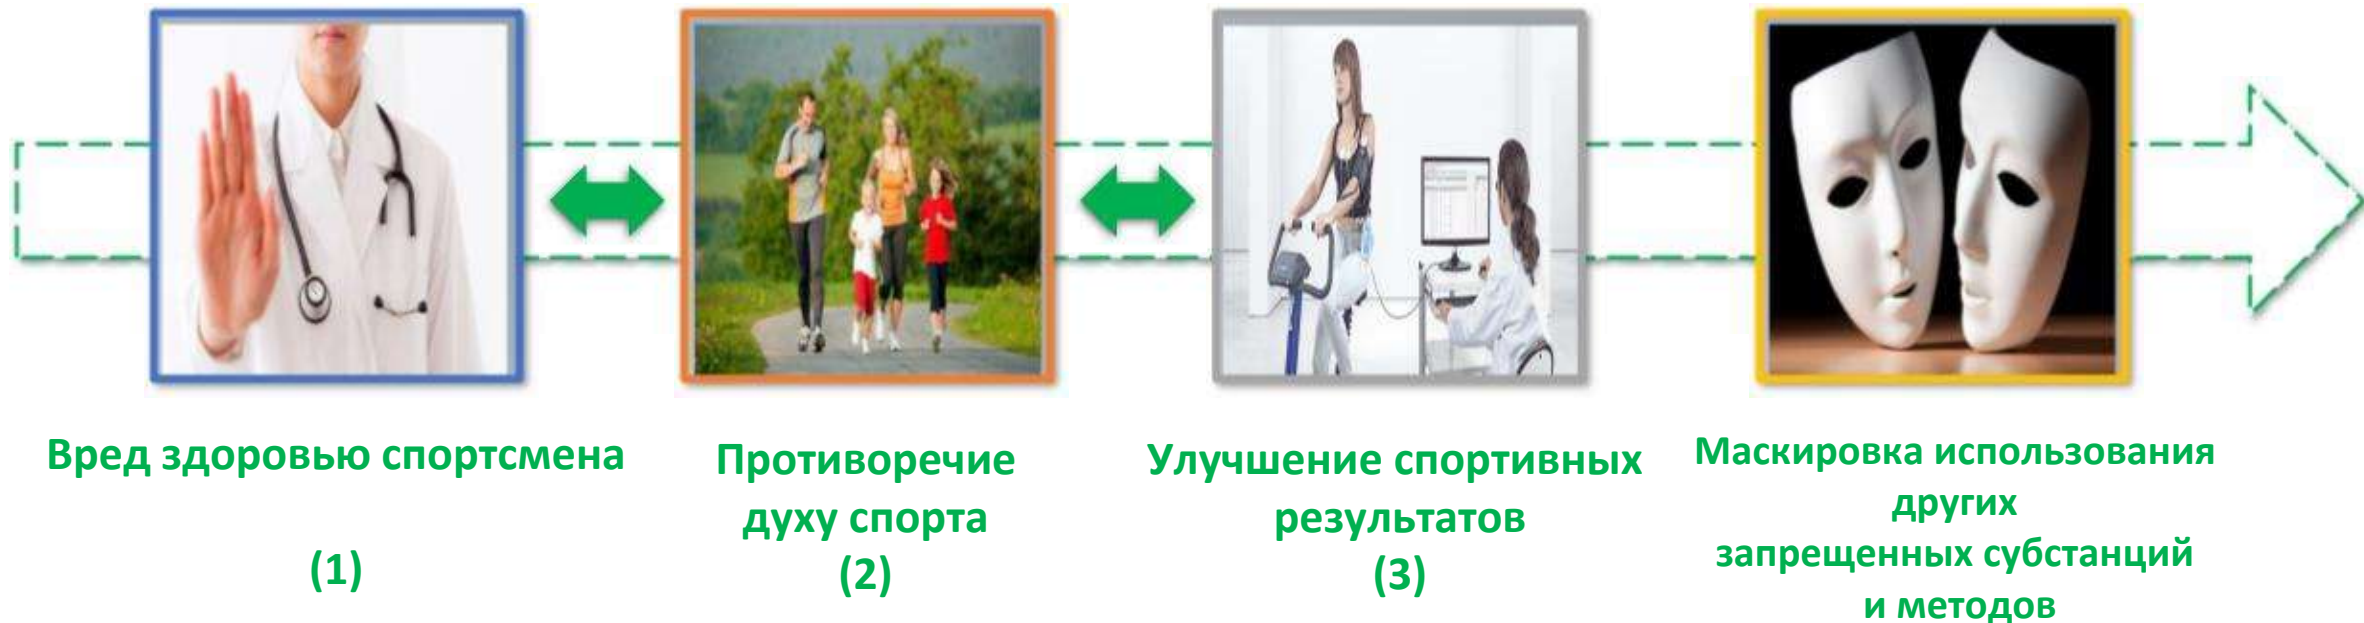 Вред здоровью спортсмена
(1)
Противоречие
духу спорта
(2)
Улучшение спортивных
результатов
(3)
Маскировка использования
других
запрещенных субстанций
и методов